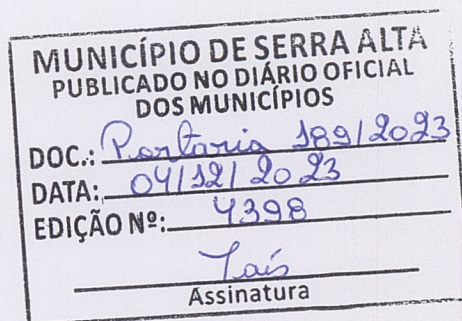 MUNICÍPIO DE SERRA ALTA
PUBLICADO NO DIÁRIO OFICIAL
DOS MUNICÍPIOS
DOC.: Portaria 189/2023
DATA: 04/12/2023
EDIÇÃO Nº: 4398
Taís
Assinatura